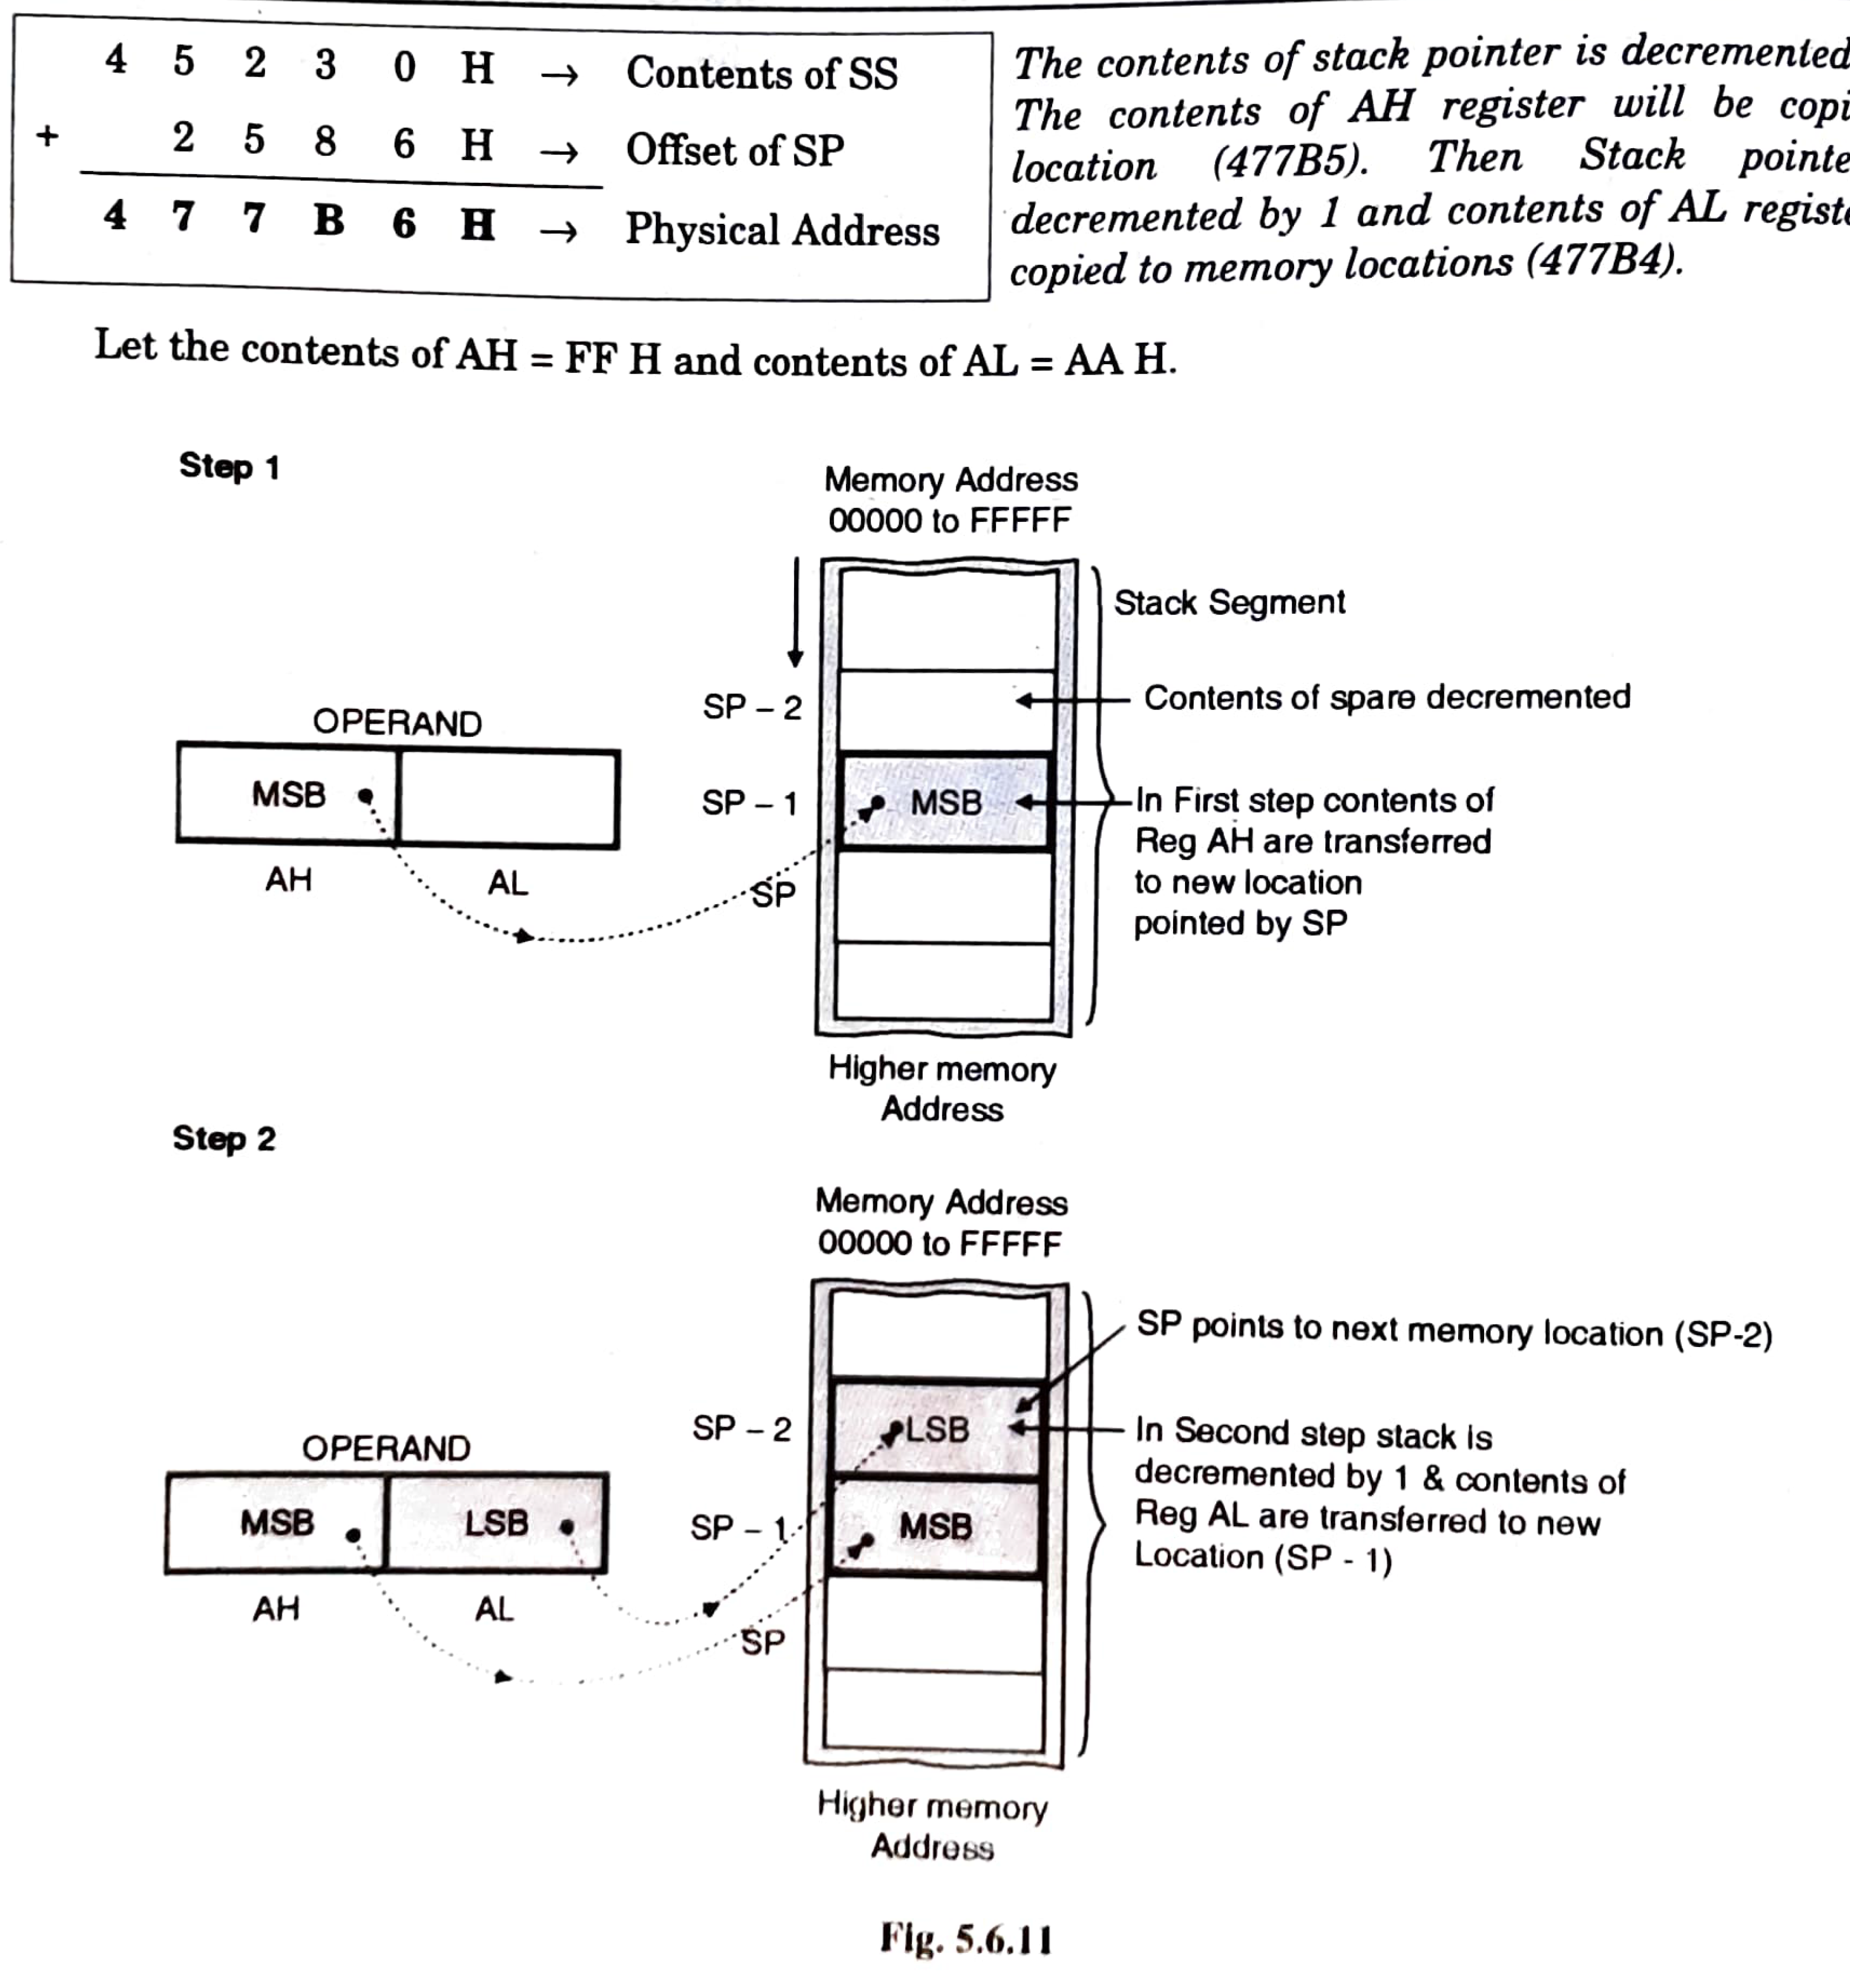 4 5 2 3 0 H → Contents of SS
+ 2 5 8 6 H → Offset of SP
4 7 7 B 6 H → Physical Address
The contents of stack pointer is decremented
The contents of AH register will be
location (477B5). Then Stack
decremented by 1 and contents of AL
copied to memory locations (477B4).
Let the contents of AH = FF H and contents of AL = AA H.
Step 1
Memory Address
00000 to FFFFF
Stack Segment
SP – 2
Contents of spare decremented
OPERAND
MSB
AH
AL
SP – 1
MSB
In First step contents of
Reg AH are transferred
to new location
pointed by SP
SP
Higher memory
Address
Step 2
Memory Address
00000 to FFFFF
SP points to next memory location (SP-2)
SP – 2
LSB
In Second step stack is
decremented by 1 & contents of
Reg AL are transferred to new
Location (SP - 1)
OPERAND
MSB
LSB
AH
AL
SP – 1
MSB
SP
Higher memory
Address
Fig. 5.6.11